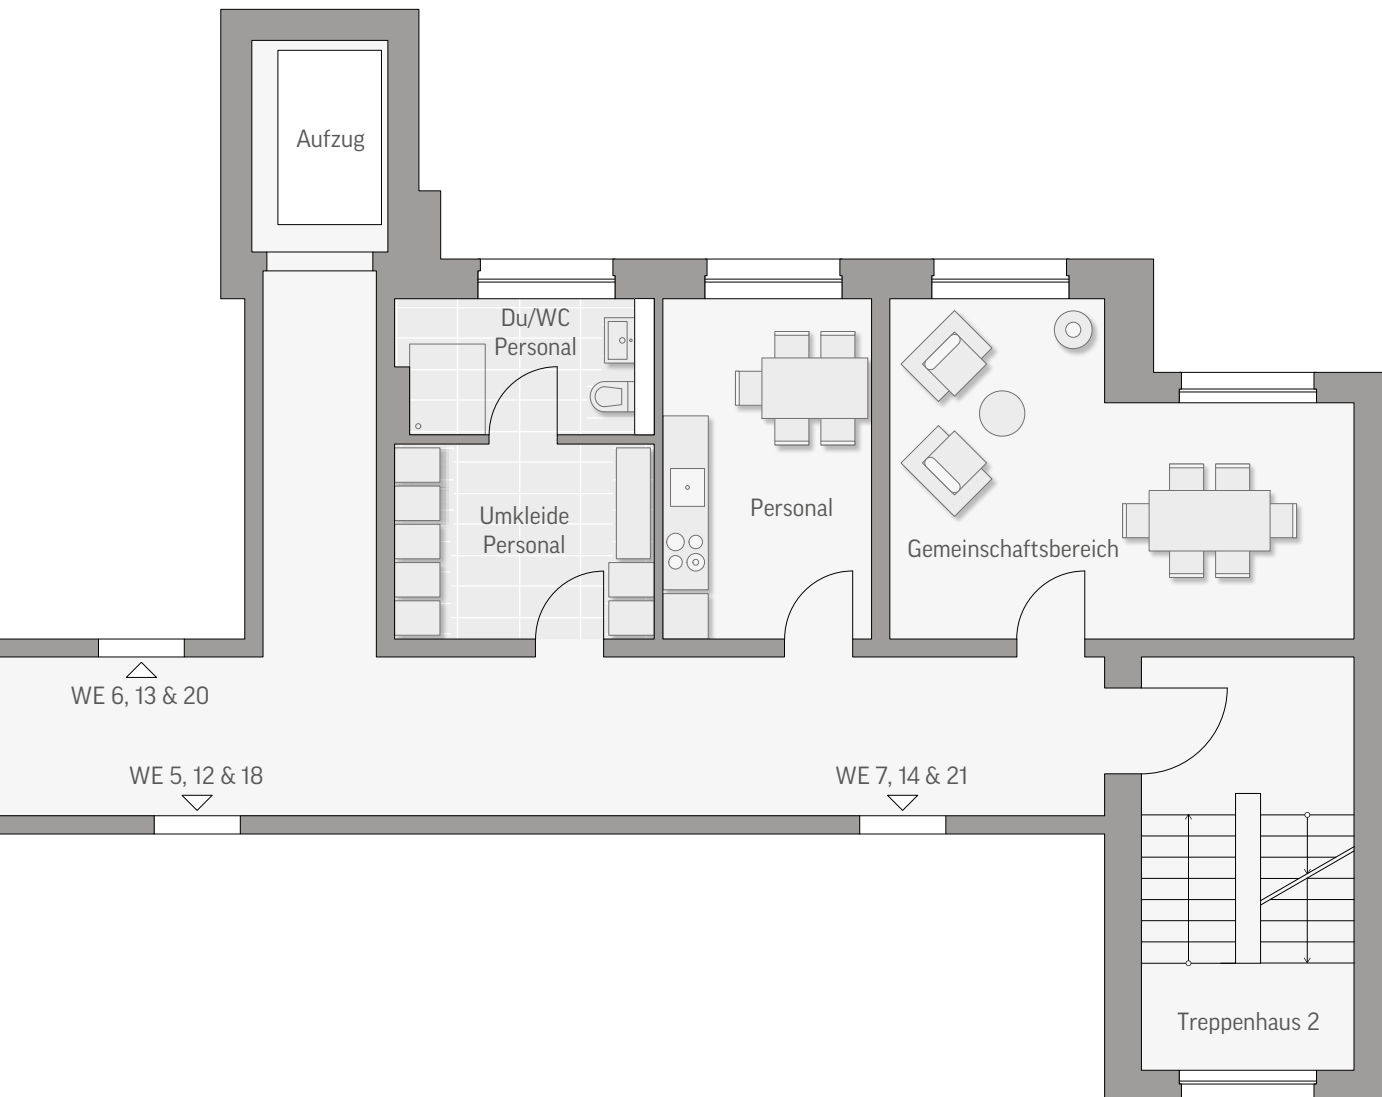 Aufzug
Du/WC
Personal
Umkleide
Personal
Personal
Gemeinschaftsbereich
WE 6, 13 & 20
WE 5, 12 & 18
WE 7, 14 & 21
Treppenhaus 2